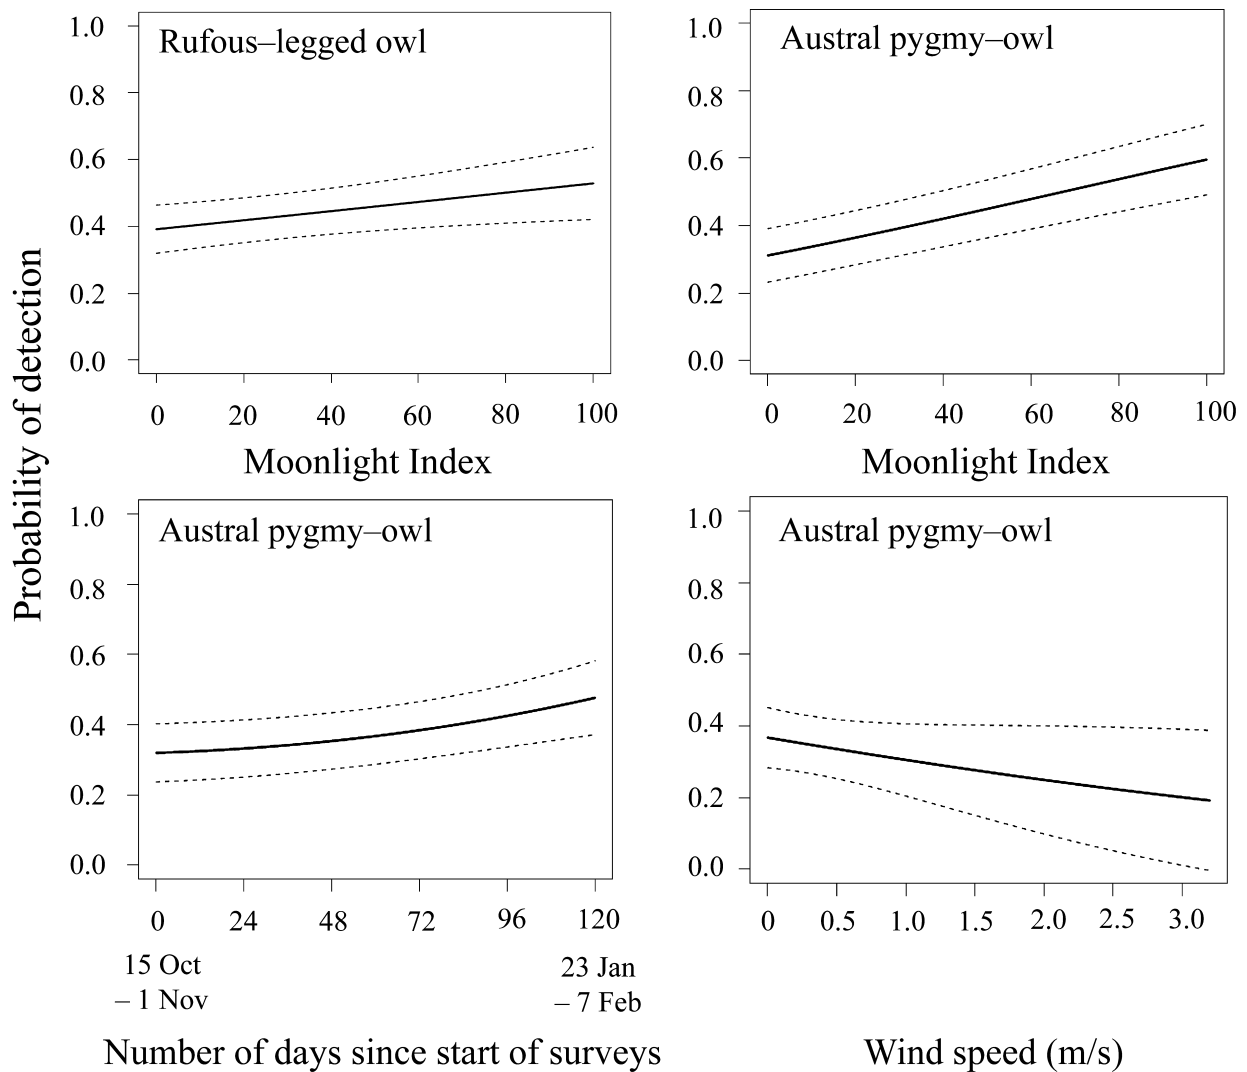 Probability of detection
Rufous–legged owl
1.0
0.8
0.6
0.4
0.2
0.0
0 20 40 60 80 100
Moonlight Index
Austral pygmy–owl
1.0
0.8
0.6
0.4
0.2
0.0
0 20 40 60 80 100
Moonlight Index
Austral pygmy–owl
1.0
0.8
0.6
0.4
0.2
0.0
0 24 48 72 96 120
15 Oct
– 1 Nov
23 Jan
– 7 Feb
Number of days since start of surveys
Austral pygmy–owl
1.0
0.8
0.6
0.4
0.2
0.0
0 0.5 1.0 1.5 2.0 2.5 3.0
Wind speed (m/s)